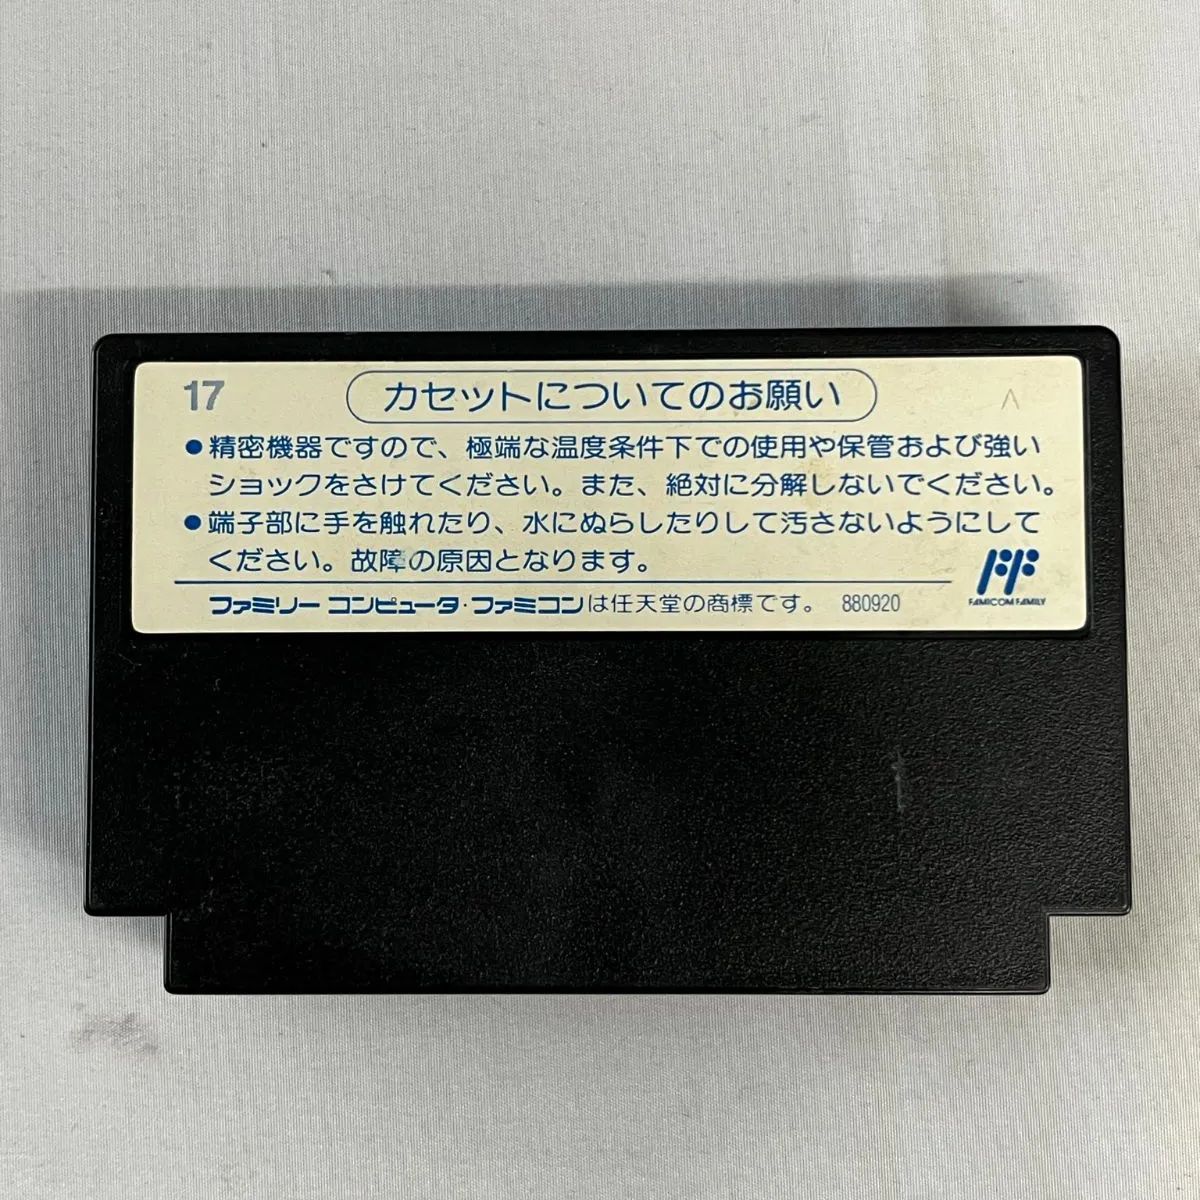 17
カセットについてのお願い
●精密機器ですので、極端な温度条件下での使用や保管および強い
ショックをさけてください。また、絶対に分解しないでください。
●端子部に手を触れたり、水にぬらしたりして汚さないようにして
ください。故障の原因となります。
ファミリー コンピュータ・ファミコンは任天堂の商標です。 880920
FF
FAMICOM FAMILY